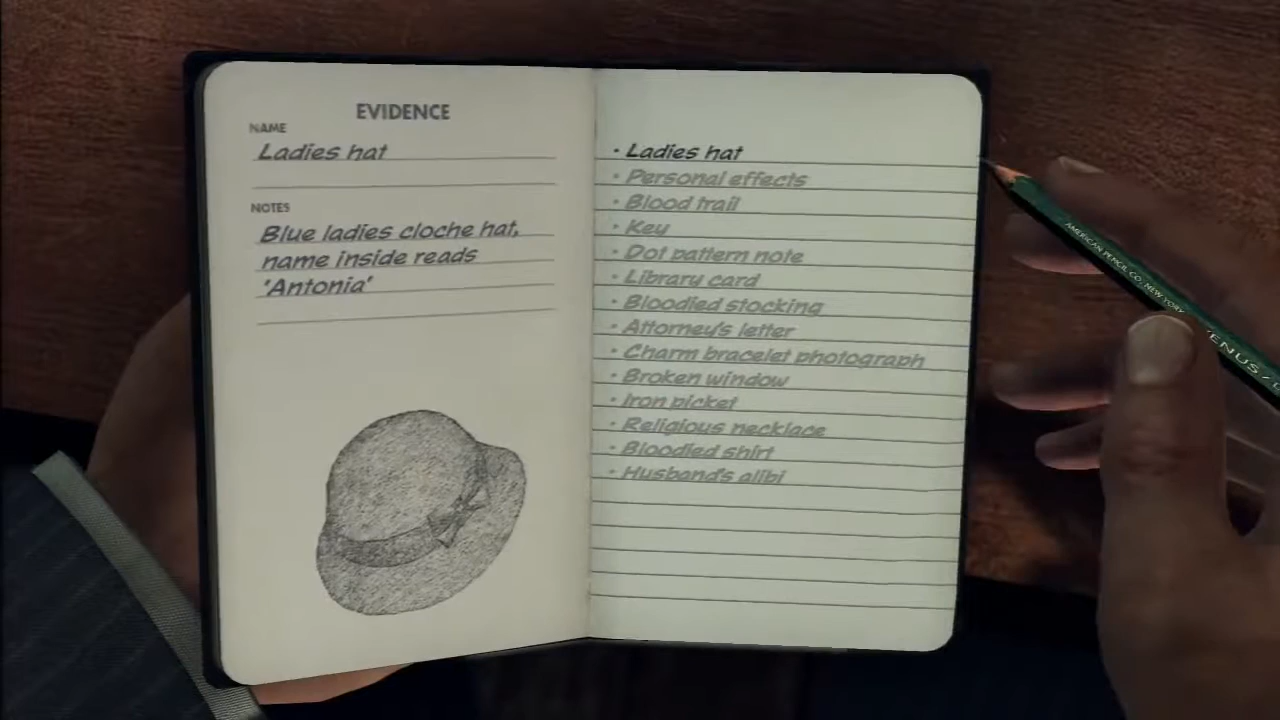 EVIDENCE
NAME
Ladies hat
NOTES
Blue ladies cloche hat,
name inside reads
'Antonia'
• Ladies hat
• Personal effects
• Blood trail
• Key
• Dot pattern note
• Library card
• Bloodied stocking
• Attorney's letter
• Charm bracelet photograph
• Broken window
• Iron picket
• Religious necklace
• Bloodied shirt
• Husband's alibi
AMERICAN PENCIL CO. NEW YORK